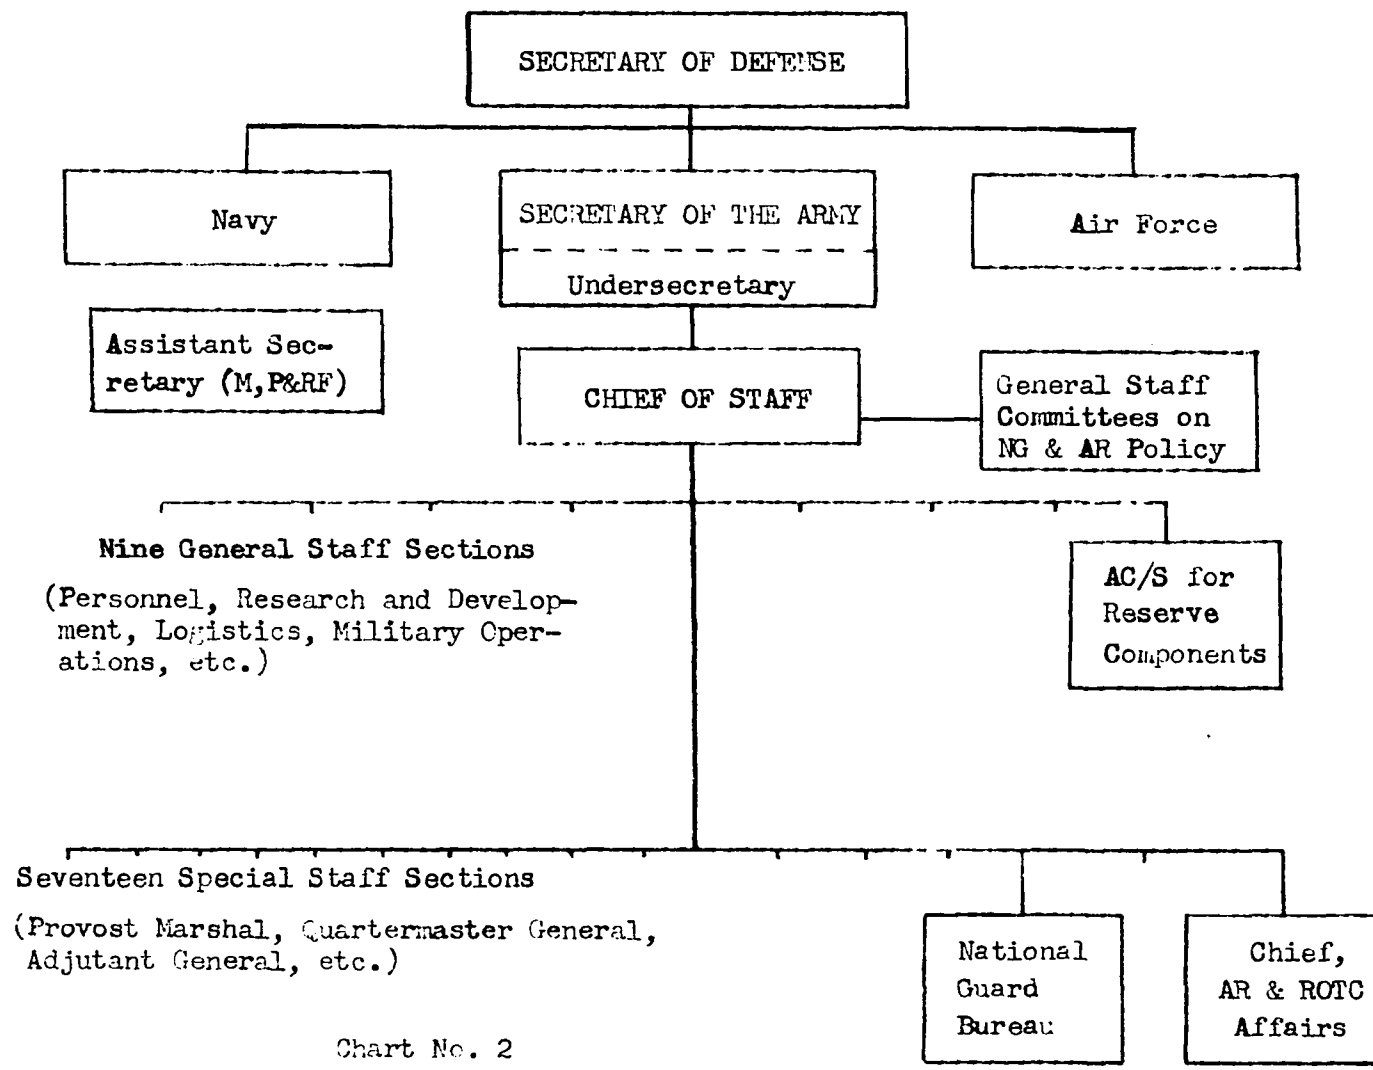 SECRETARY OF DEFENSE
Navy
SECRETARY OF THE ARMY
Undersecretary
Air Force
Assistant Sec-
retary (M,P&RF)
CHIEF OF STAFF
General Staff
Committees on
NG & AR Policy
Nine General Staff Sections
(Personnel, Research and Develop-
ment, Logistics, Military Oper-
ations, etc.)
AC/S for
Reserve
Components
Seventeen Special Staff Sections
(Provost Marshal, Quartermaster General,
Adjutant General, etc.)
National
Guard
Bureau
Chief,
AR & ROTC
Affairs
Chart No. 2